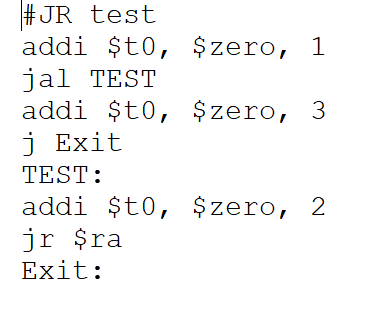 #JR test
addi $t0, $zero, 1
jal TEST
addi $t0, $zero, 3
j Exit
TEST:
addi $t0, $zero, 2
jr $ra
Exit: